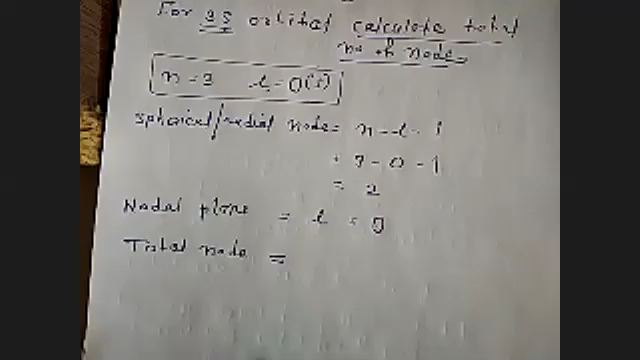 For 3S orbital calculate total
no of node=
n = 3 l = 0(s)
Spherical/radial node = n - l - 1
= 3 - 0 - 1
= 2
Nodal plane = l = 0
Total node =